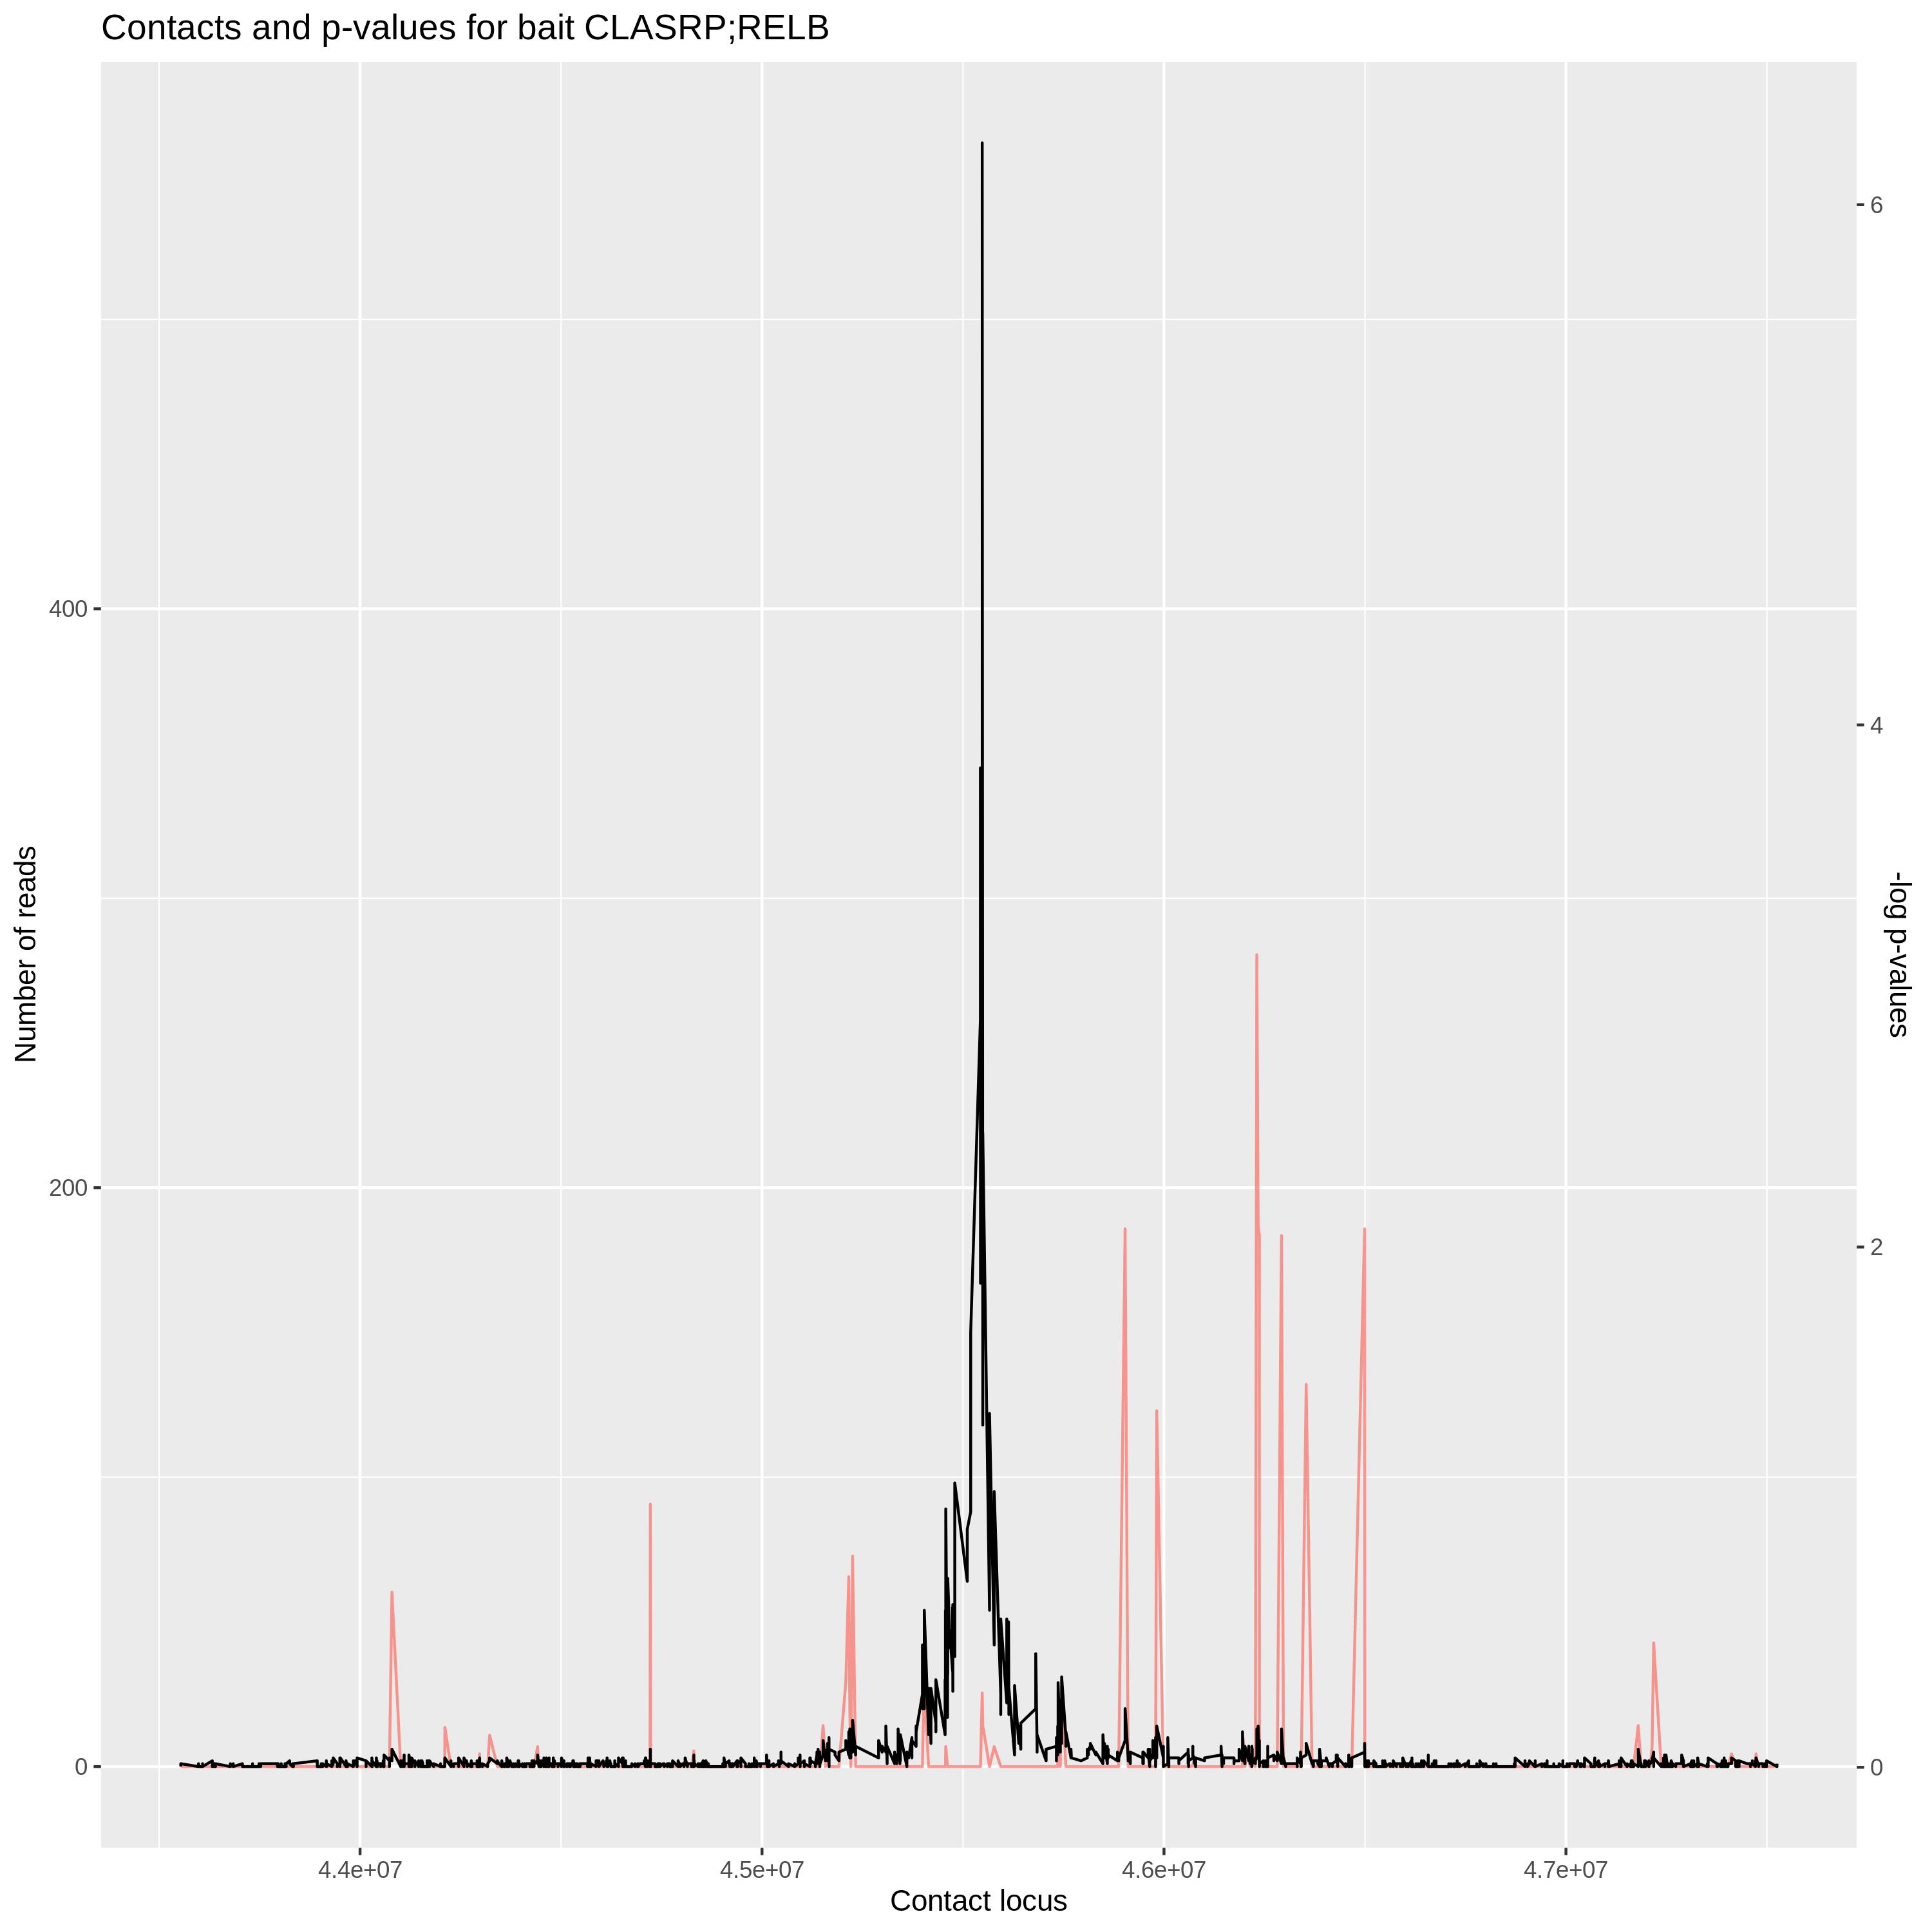 Contacts and p-values for bait CLASRP;RELB
Number of reads
400
200
0
6
4
2
0
-log p-values
4.4e+07
4.5e+07
4.6e+07
4.7e+07
Contact locus